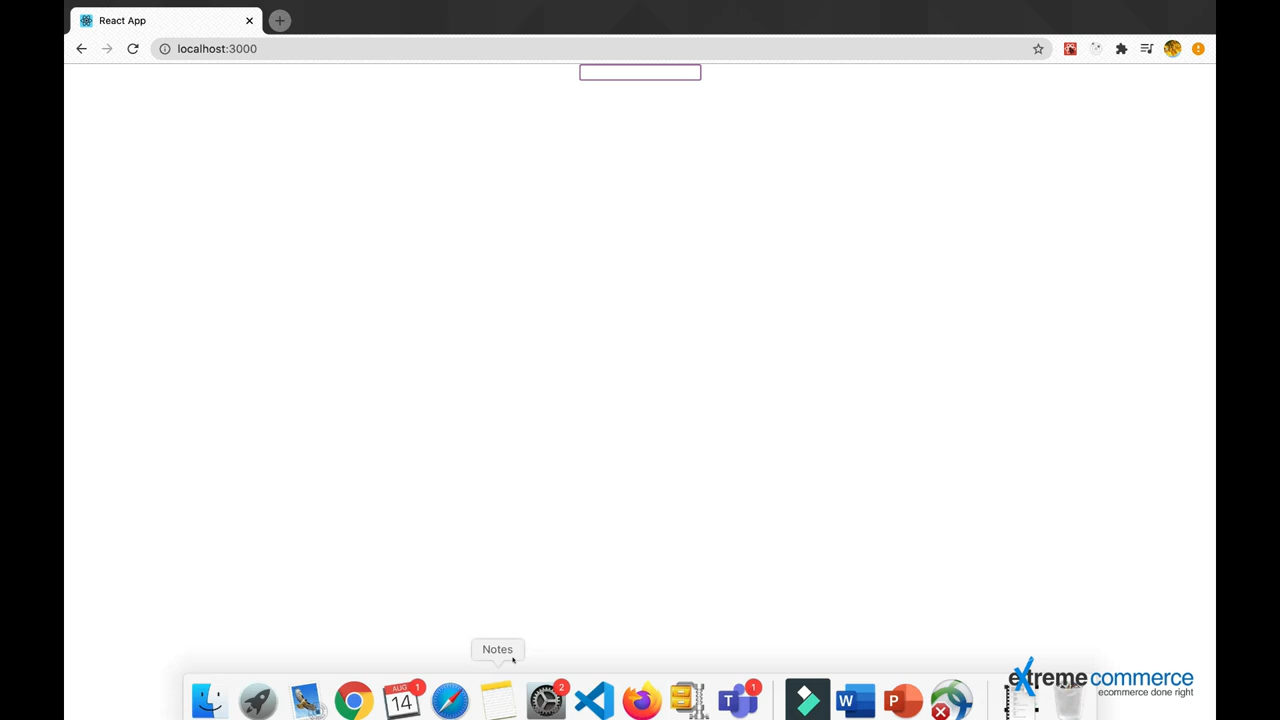 React App
localhost:3000
Notes
AUG
14
1
2
1
T
W
P
extreme commerce
ecommerce done right